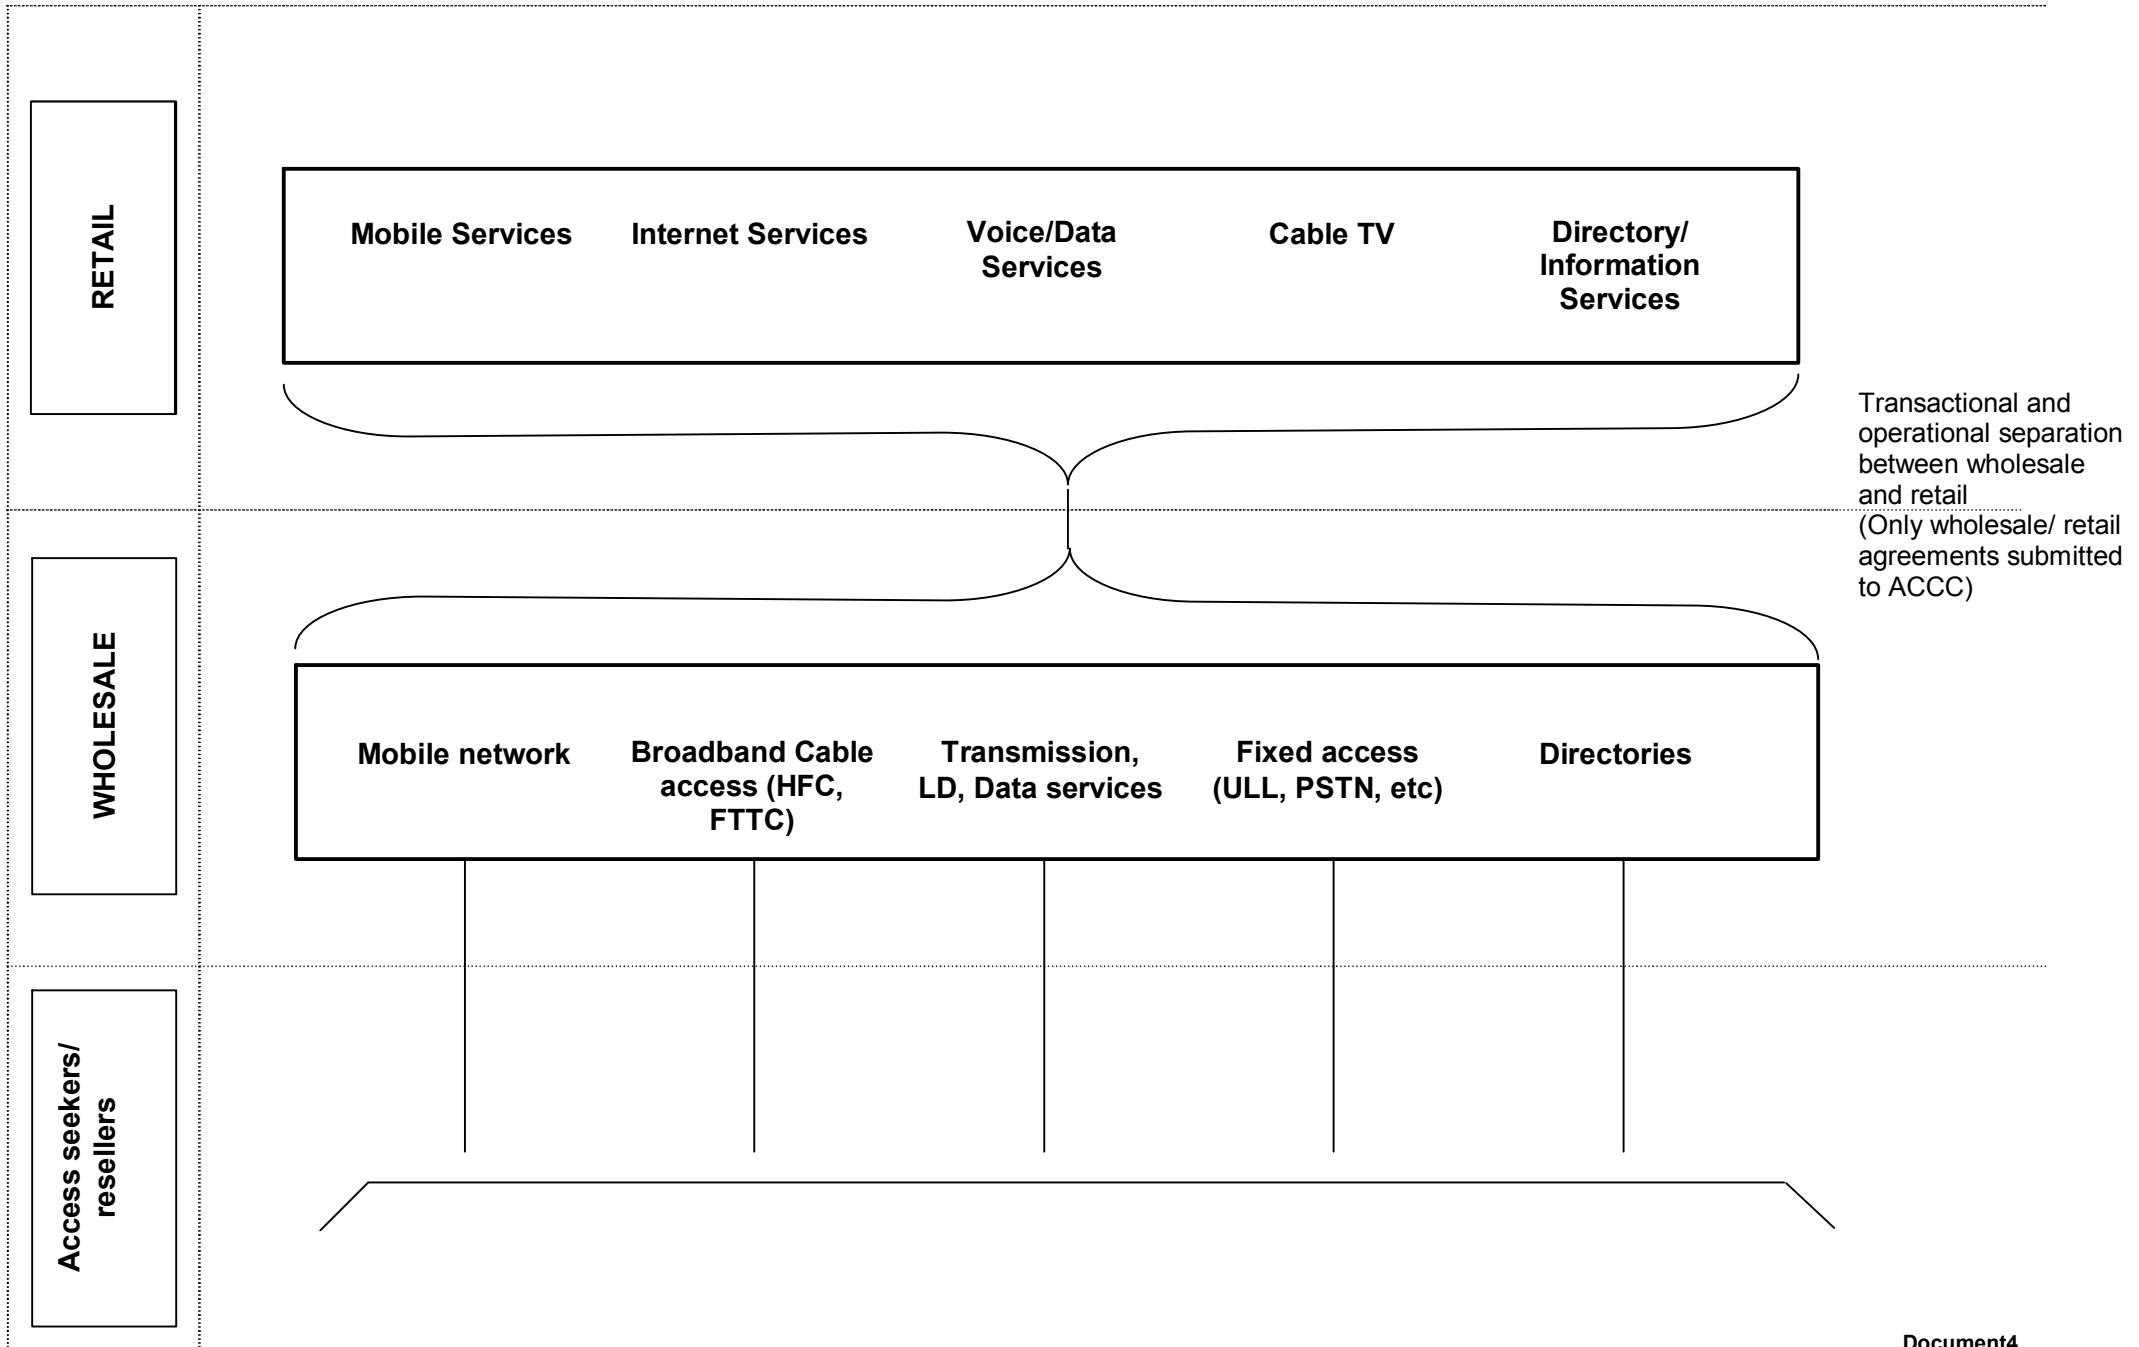 RETAIL
Mobile Services
Internet Services
Voice/Data
Services
Cable TV
Directory/
Information
Services
Transactional and
operational separation
between wholesale
and retail
(Only wholesale/ retail
agreements submitted
to ACCC)
WHOLESALE
Mobile network
Broadband Cable
access (HFC,
FTTC)
Transmission,
LD, Data services
Fixed access
(ULL, PSTN, etc)
Directories
Access seekers/
resellers
Document4